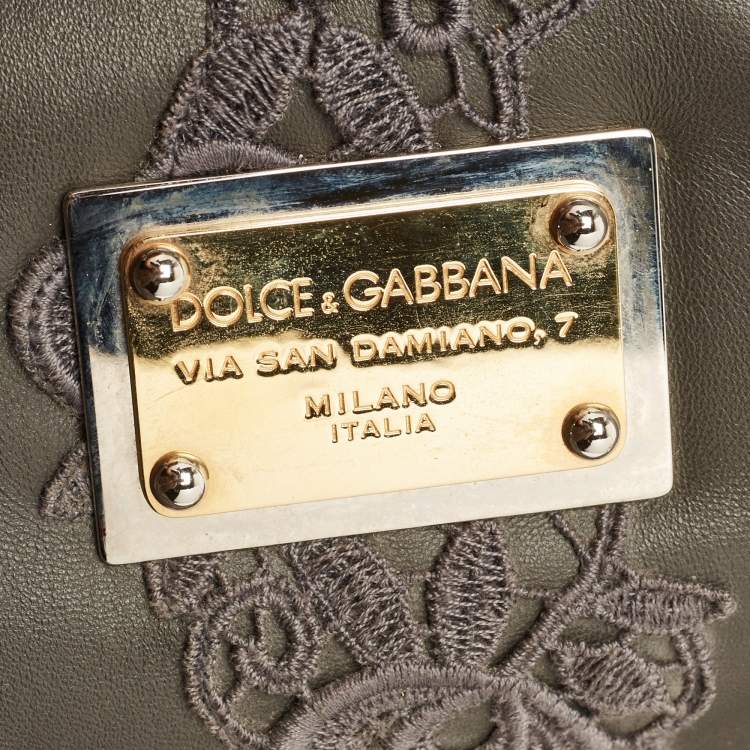 DOLCE & GABBANA
VIA SAN DAMIANO, 7
MILANO
ITALIA